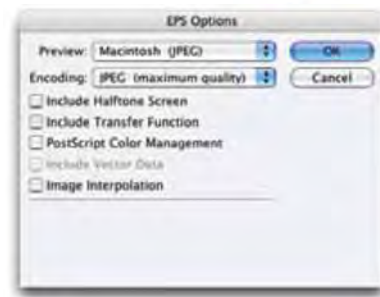 EPS Options
Preview: Macintosh (JPEG) OK
Encoding: JPEG (maximum quality) Cancel
Include Halftone Screen
Include Transfer Function
PostScript Color Management
Include Vector Data
Image Interpolation